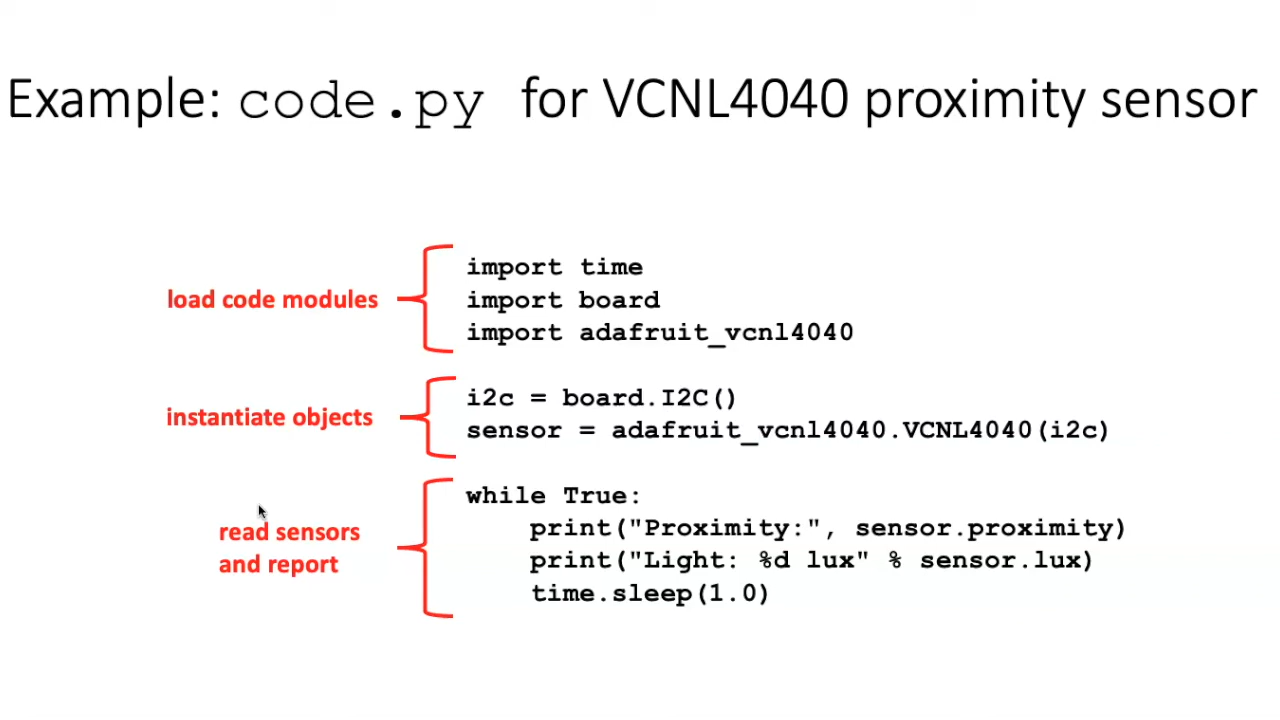 Example: code.py for VCNL4040 proximity sensor
load code modules
import time
import board
import adafruit_vcnl4040
instantiate objects
i2c = board.I2C()
sensor = adafruit_vcnl4040.VCNL4040(i2c)
read sensors
and report
while True:
    print("Proximity:", sensor.proximity)
    print("Light: %d lux" % sensor.lux)
    time.sleep(1.0)